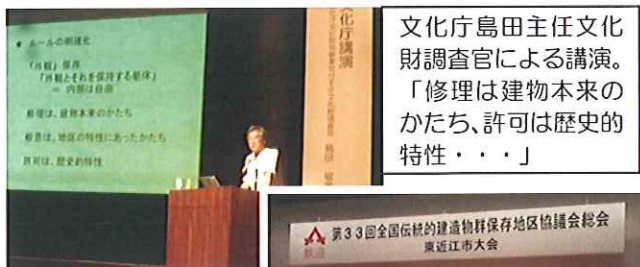 ★ ルールの明確化
「外観」保存
「外観とそれを保持する躯体」
＝ 内部は自由
修理は、建物本来のかたち
修景は、地区の特性にあったかたち
許可は、歴史的特性
文化庁講演
文化庁島田主任文化
財調査官による講演。
「修理は建物本来の
かたち、許可は歴史的
特性・・・」
第33回全国伝統的建造物群保存地区協議会総会
東近江市大会